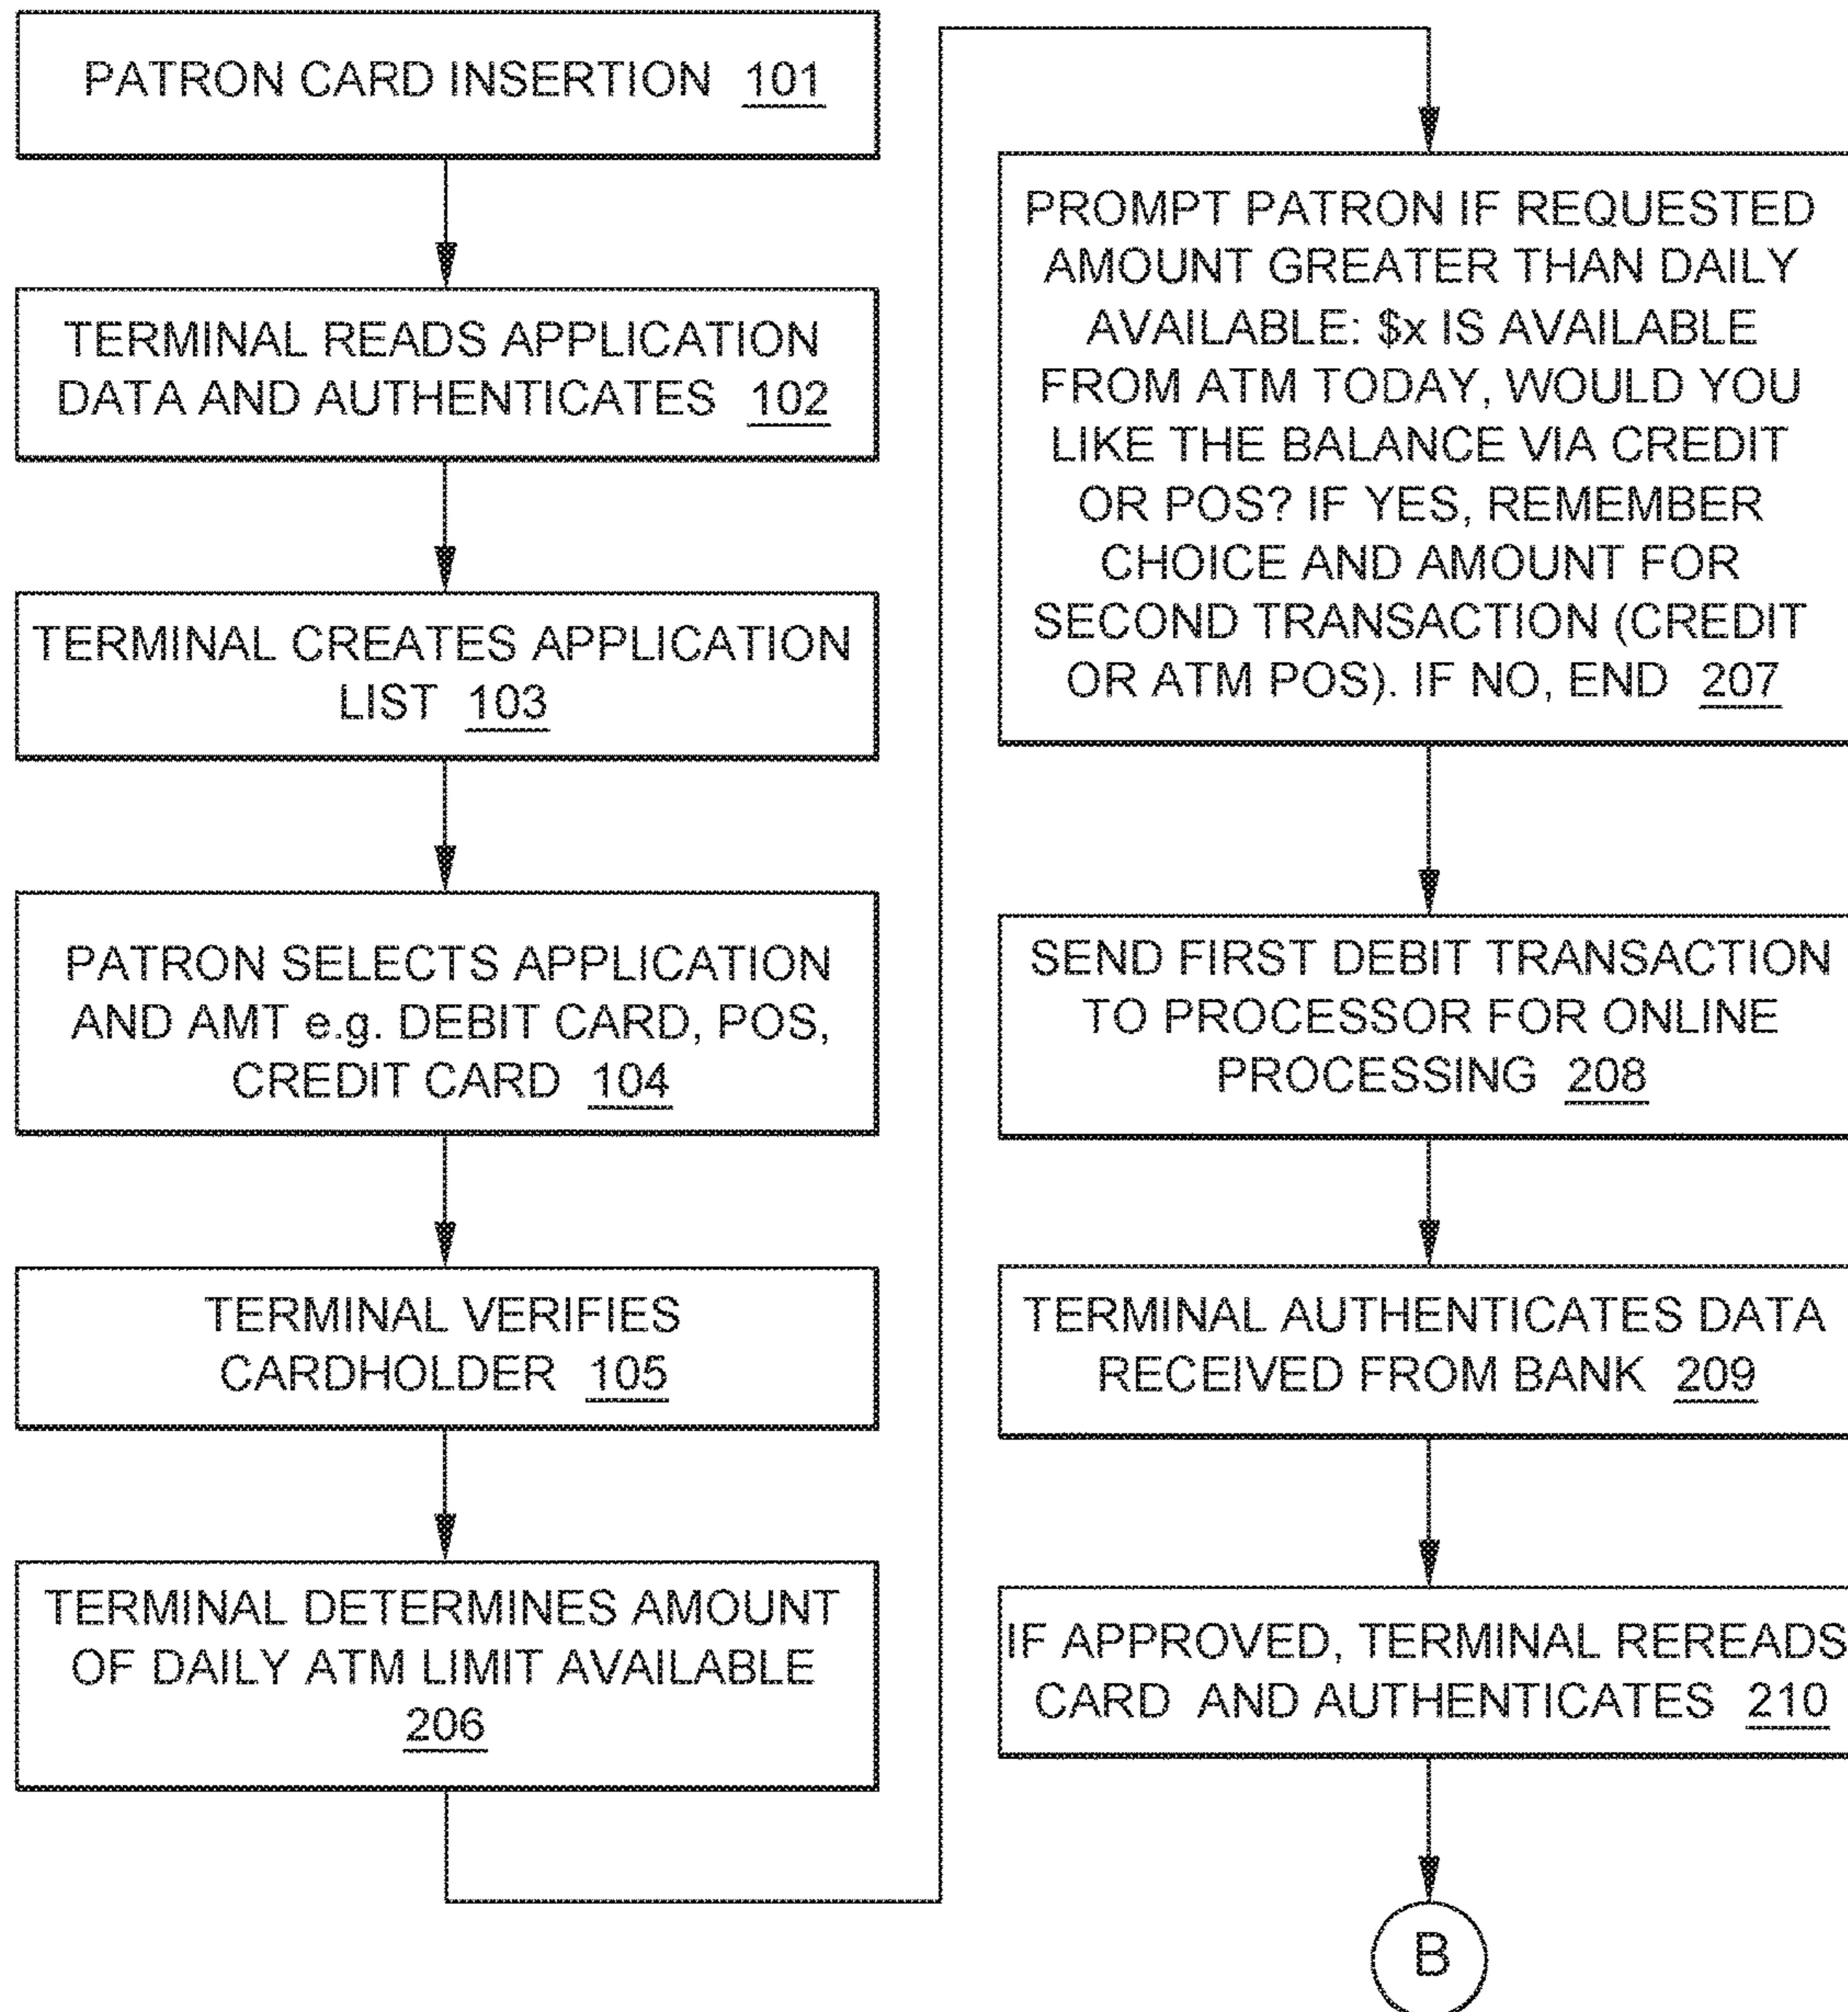 PATRON CARD INSERTION 101
TERMINAL READS APPLICATION
DATA AND AUTHENTICATES 102
TERMINAL CREATES APPLICATION
LIST 103
PATRON SELECTS APPLICATION
AND AMT e.g. DEBIT CARD, POS,
CREDIT CARD 104
TERMINAL VERIFIES
CARDHOLDER 105
TERMINAL DETERMINES AMOUNT
OF DAILY ATM LIMIT AVAILABLE
206
PROMPT PATRON IF REQUESTED
AMOUNT GREATER THAN DAILY
AVAILABLE: $x IS AVAILABLE
FROM ATM TODAY, WOULD YOU
LIKE THE BALANCE VIA CREDIT
OR POS? IF YES, REMEMBER
CHOICE AND AMOUNT FOR
SECOND TRANSACTION (CREDIT
OR ATM POS). IF NO, END 207
SEND FIRST DEBIT TRANSACTION
TO PROCESSOR FOR ONLINE
PROCESSING 208
TERMINAL AUTHENTICATES DATA
RECEIVED FROM BANK 209
IF APPROVED, TERMINAL REREADS
CARD AND AUTHENTICATES 210
B